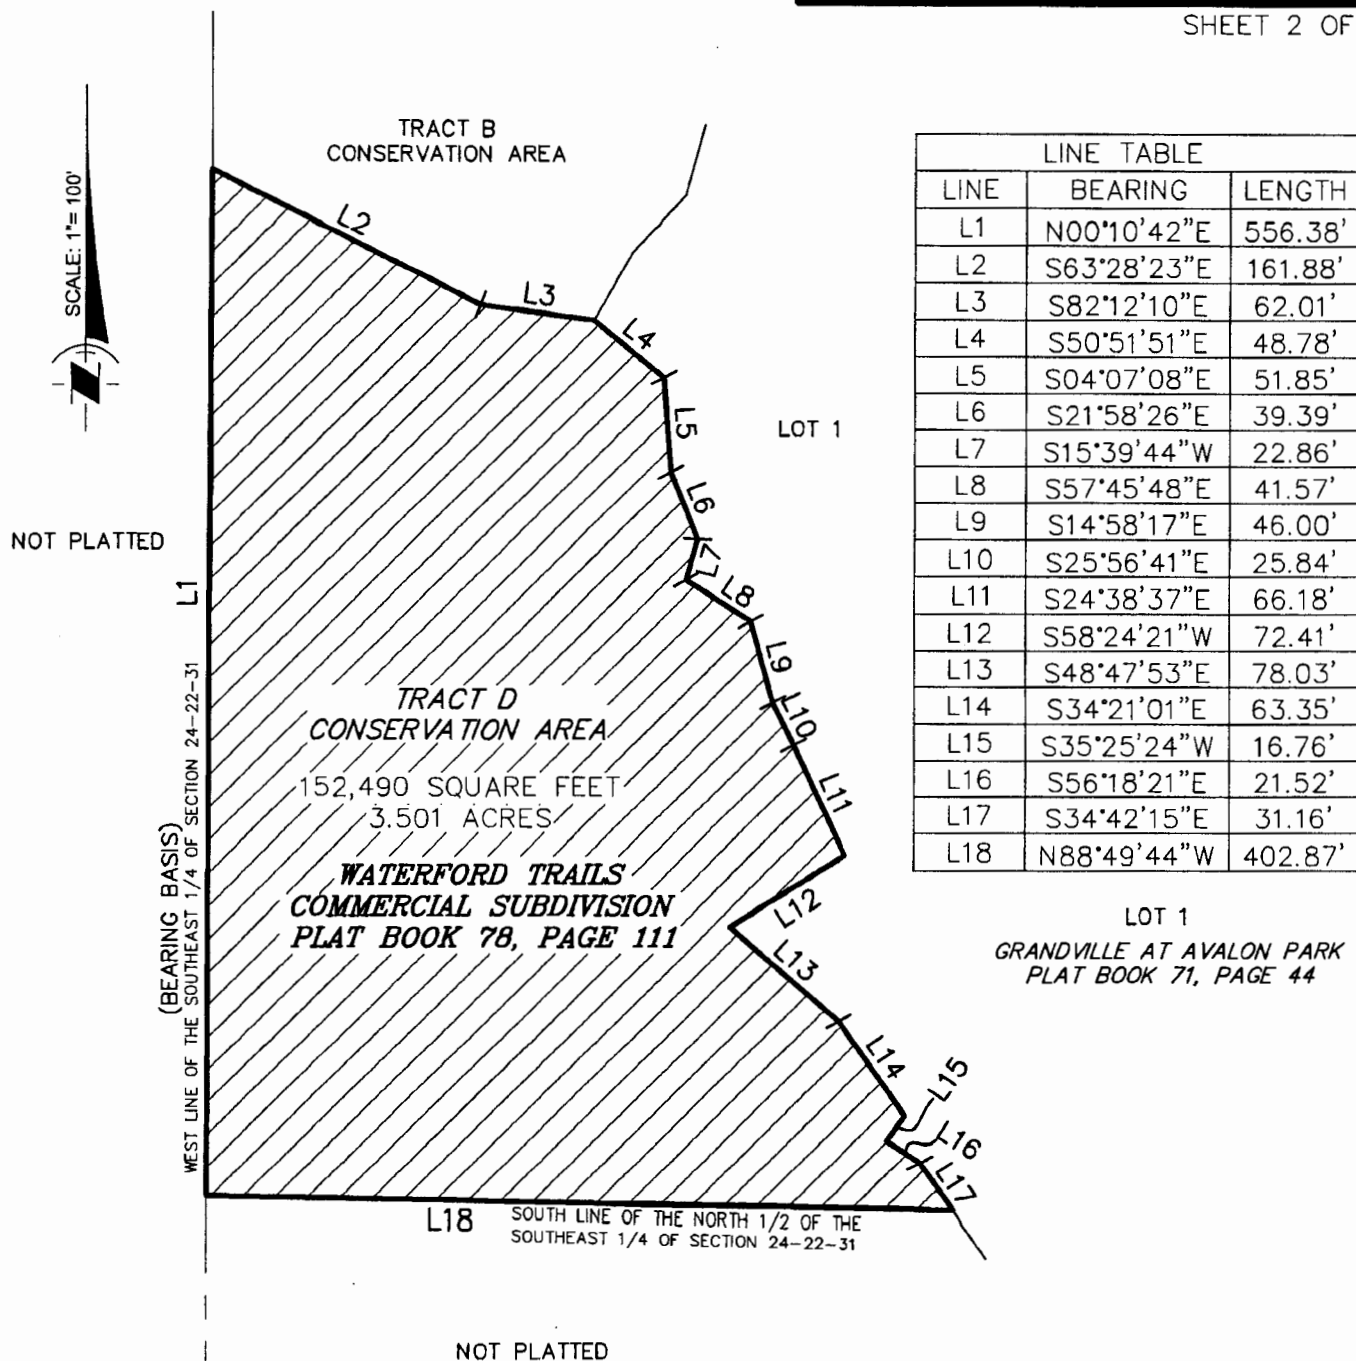 SHEET 2 OF
TRACT B
CONSERVATION AREA
SCALE: 1"= 100'
L2
L3
L4
L5
LOT 1
L6
L7
L8
NOT PLATTED
L1
L9
L10
L11
TRACT D
CONSERVATION AREA
152,490 SQUARE FEET
3.501 ACRES
WATERFORD TRAILS
COMMERCIAL SUBDIVISION
PLAT BOOK 78, PAGE 111
(BEARING BASIS)
WEST LINE OF THE SOUTHEAST 1/4 OF SECTION 24-22-31
L12
L13
L14
L15
L16
L17
L18
SOUTH LINE OF THE NORTH 1/2 OF THE
SOUTHEAST 1/4 OF SECTION 24-22-31
NOT PLATTED
LINE TABLE
LINE BEARING LENGTH
L1 N00°10'42"E 556.38'
L2 S63°28'23"E 161.88'
L3 S82°12'10"E 62.01'
L4 S50°51'51"E 48.78'
L5 S04°07'08"E 51.85'
L6 S21°58'26"E 39.39'
L7 S15°39'44"W 22.86'
L8 S57°45'48"E 41.57'
L9 S14°58'17"E 46.00'
L10 S25°56'41"E 25.84'
L11 S24°38'37"E 66.18'
L12 S58°24'21"W 72.41'
L13 S48°47'53"E 78.03'
L14 S34°21'01"E 63.35'
L15 S35°25'24"W 16.76'
L16 S56°18'21"E 21.52'
L17 S34°42'15"E 31.16'
L18 N88°49'44"W 402.87'
LOT 1
GRANDVILLE AT AVALON PARK
PLAT BOOK 71, PAGE 44